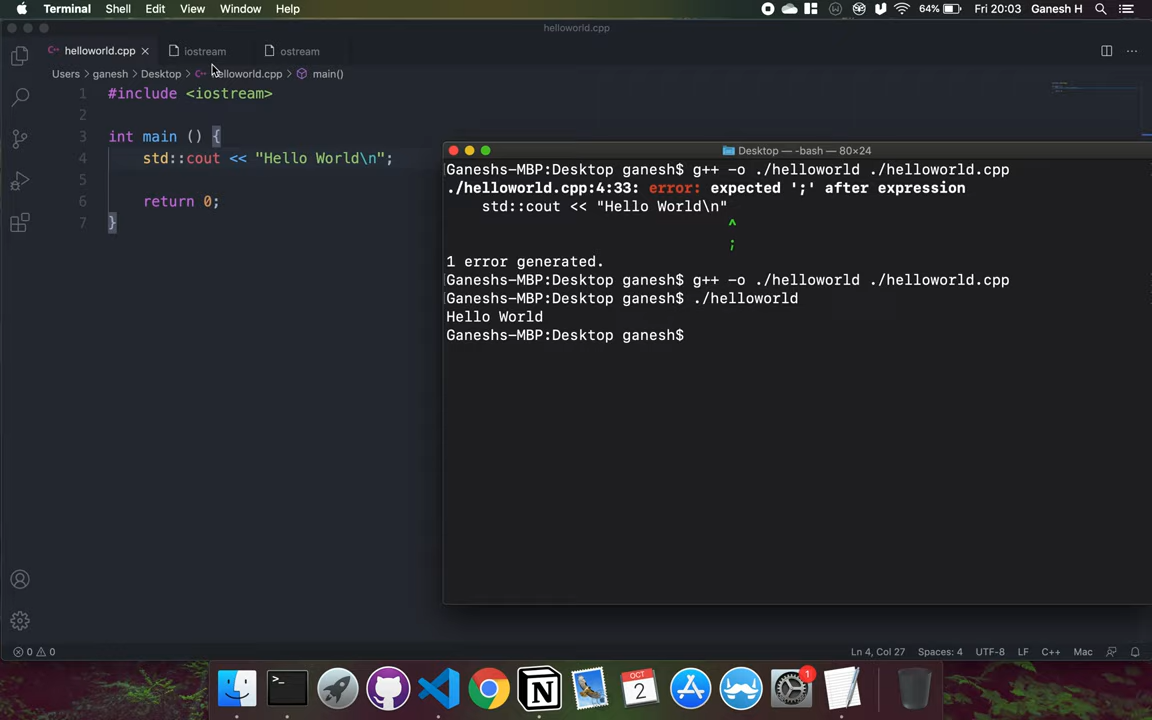 Terminal Shell Edit View Window Help 64% Fri 20:03 Ganesh H
helloworld.cpp
helloworld.cpp iostream ostream
Users > ganesh > Desktop > helloworld.cpp > main()
1 #include <iostream>
2
3 int main () {
4 std::cout << "Hello World\n";
5
6 return 0;
7 }
Desktop — -bash — 80×24
Ganeshs-MBP:Desktop ganesh$ g++ -o ./helloworld ./helloworld.cpp
./helloworld.cpp:4:33: error: expected ';' after expression
std::cout << "Hello World\n"
^
;
1 error generated.
Ganeshs-MBP:Desktop ganesh$ g++ -o ./helloworld ./helloworld.cpp
Ganeshs-MBP:Desktop ganesh$ ./helloworld
Hello World
Ganeshs-MBP:Desktop ganesh$
0 0 Ln 4, Col 27 Spaces: 4 UTF-8 LF C++ Mac
>_ N OCT 2 1